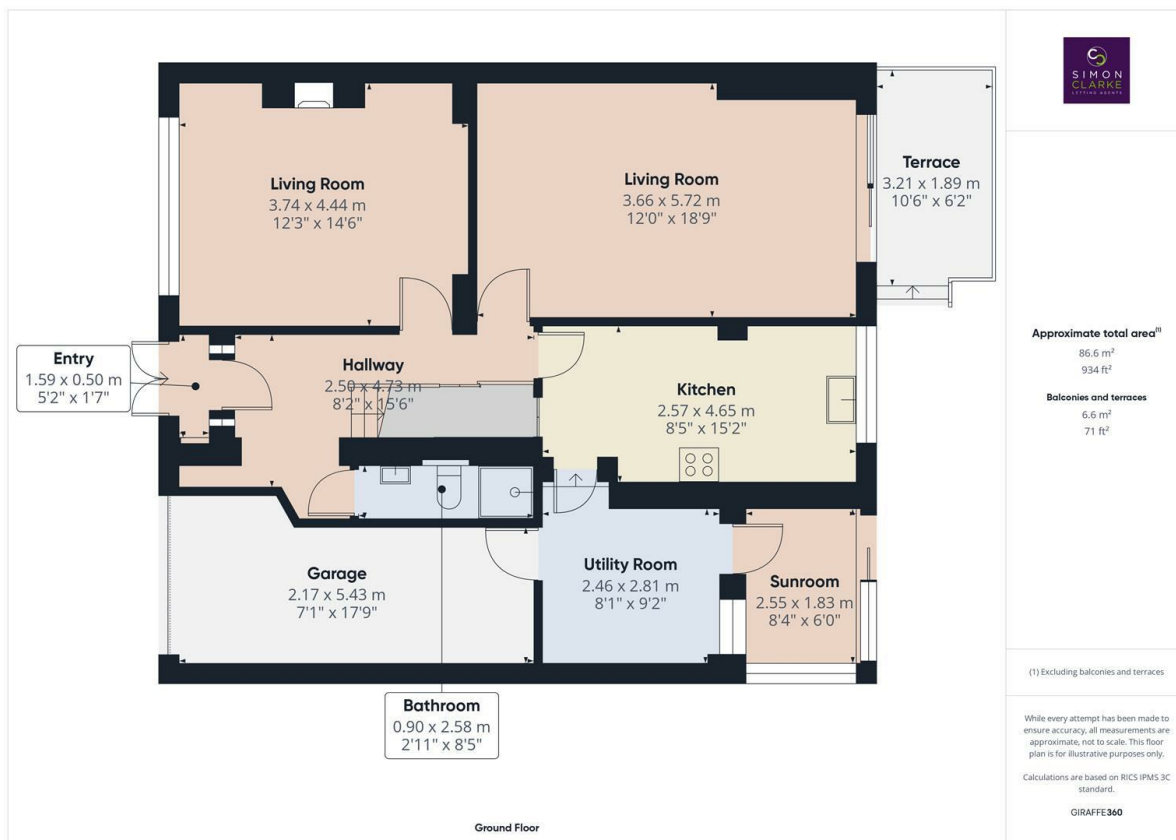 SIMON
CLARKE
LETTING AGENTS
Living Room
3.74 x 4.44 m
12'3" x 14'6"
Living Room
3.66 x 5.72 m
12'0" x 18'9"
Terrace
3.21 x 1.89 m
10'6" x 6'2"
Entry
1.59 x 0.50 m
5'2" x 1'7"
Hallway
2.50 x 4.73 m
8'2" x 15'6"
Kitchen
2.57 x 4.65 m
8'5" x 15'2"
Garage
2.17 x 5.43 m
7'1" x 17'9"
Utility Room
2.46 x 2.81 m
8'1" x 9'2"
Sunroom
2.55 x 1.83 m
8'4" x 6'0"
Bathroom
0.90 x 2.58 m
2'11" x 8'5"
Ground Floor
Approximate total area⁽¹⁾
86.6 m²
934 ft²
Balconies and terraces
6.6 m²
71 ft²
(1) Excluding balconies and terraces
While every attempt has been made to
ensure accuracy, all measurements are
approximate, not to scale. This floor
plan is for illustrative purposes only.
Calculations are based on RICS IPMS 3C
standard.
GIRAFFE360